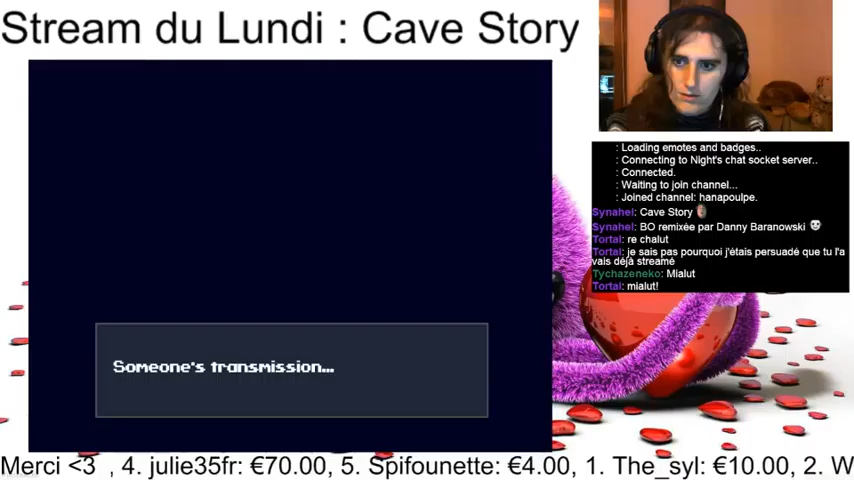 Stream du Lundi : Cave Story
: Loading emotes and badges..
: Connecting to Night's chat socket server..
: Connected.
: Waiting to join channel...
: Joined channel: hanapoulpe.
Synahei: Cave Story
Synahei: BO remixée par Danny Baranowski
Tortal: re chalut
Tortal: je sais pas pourquoi j'étais persuadé que tu l'a
vais déjà streamé
Tychazeneko: Mialut
Tortal: mialut!
Someone's transmission...
Merci <3 , 4. julie35fr: €70.00, 5. Spifounette: €4.00, 1. The_syl: €10.00, 2. W